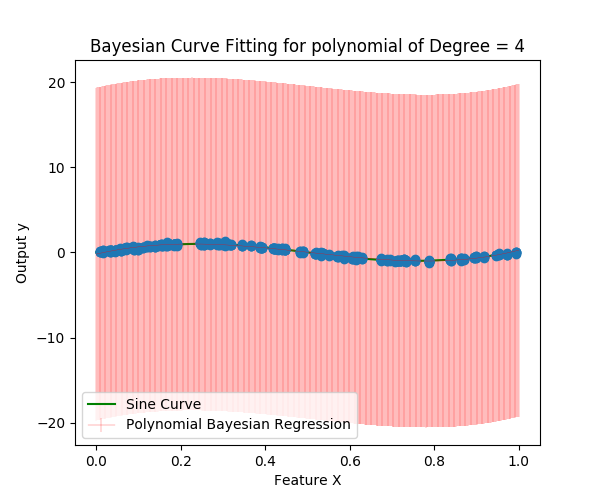 Bayesian Curve Fitting for polynomial of Degree = 4
20
10
0
−10
−20
Output y
Sine Curve
Polynomial Bayesian Regression
0.0 0.2 0.4 0.6 0.8 1.0
Feature X